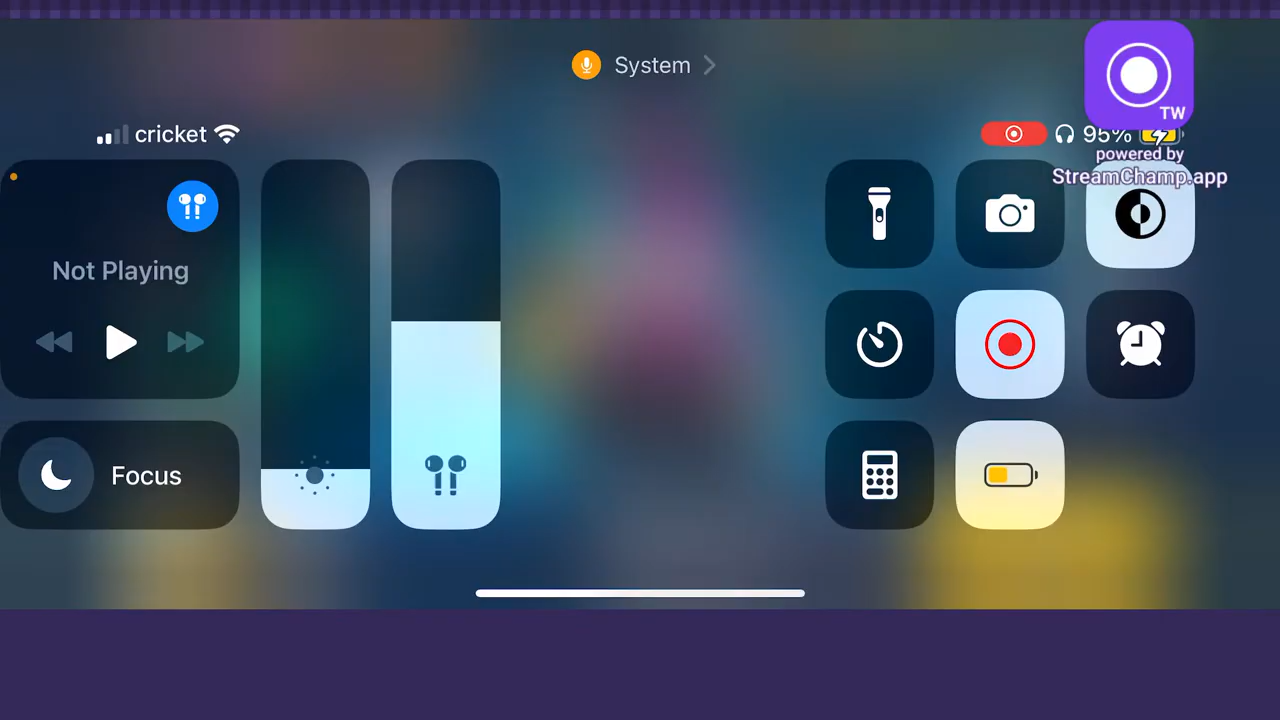 System
cricket
95%
TW
powered by
StreamChamp.app
Not Playing
Focus